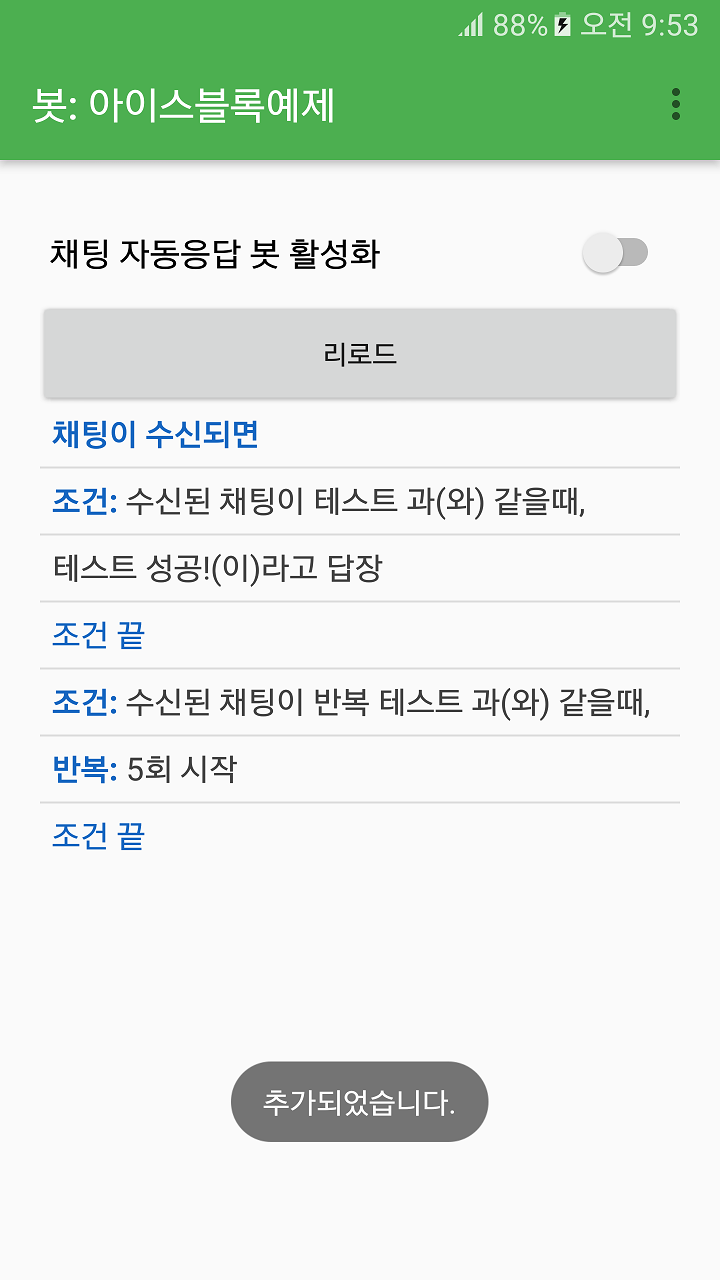 88% 오전 9:53
봇: 아이스블록예제
채팅 자동응답 봇 활성화
리로드
채팅이 수신되면
조건: 수신된 채팅이 테스트 과(와) 같을때,
테스트 성공!(이)라고 답장
조건 끝
조건: 수신된 채팅이 반복 테스트 과(와) 같을때,
반복: 5회 시작
조건 끝
추가되었습니다.